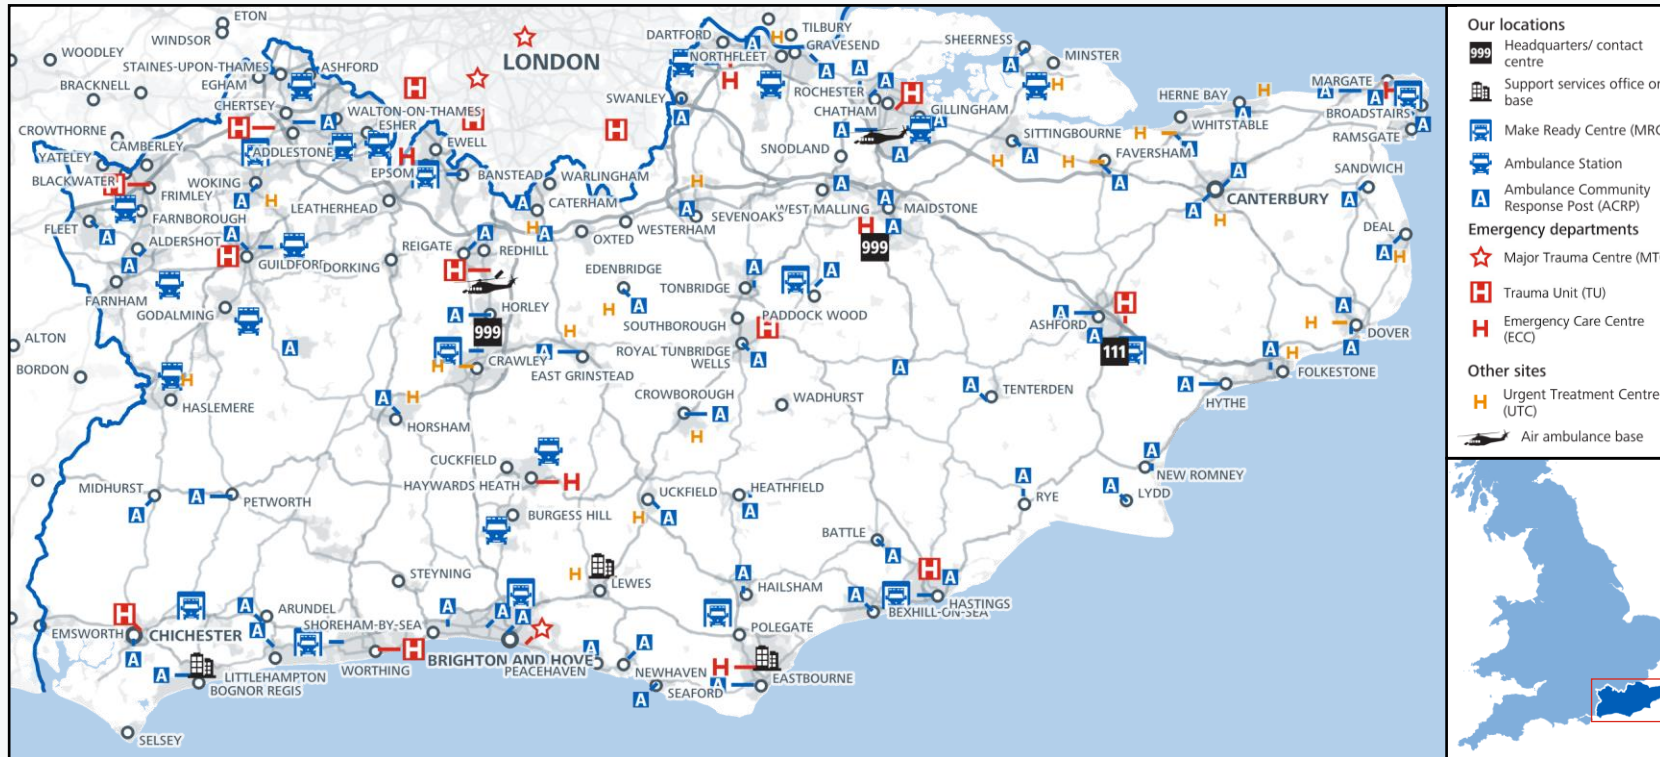 ETON
WINDSOR
WOODLEY
STAINES-UPON-THAMES
ASHFORD
EGHAM
BRACKNELL
CHERTSEY
WALTON-ON-THAMES
ESHER
CROWTHORNE
CAMBERLEY
ADDLESTONE
EWELL
YATELEY
BLACKWATER
FRIMLEY
WOKING
EPSOM
BANSTEAD
WARLINGHAM
FARNBOROUGH
LEATHERHEAD
CATERHAM
FLEET
ALDERSHOT
GUILDFORD
DORKING
REIGATE
REDHILL
OXTED
WESTERHAM
FARNHAM
GODALMING
HORLEY
EDENBRIDGE
ALTON
BORDON
HASLEMERE
CRAWLEY
EAST GRINSTEAD
HORSHAM
999
LONDON
DARTFORD
NORTHFLEET
TILBURY
GRAVESEND
SWANLEY
ROCHESTER
CHATHAM
GILLINGHAM
SHEERNESS
MINSTER
SNODLAND
SITTINGBOURNE
FAVERSHAM
HERNE BAY
WHITSTABLE
MARGATE
BROADSTAIRS
RAMSGATE
SANDWICH
CANTERBURY
DEAL
SEVENOAKS
WEST MALLING
MAIDSTONE
999
TONBRIDGE
PADDOCK WOOD
SOUTHBOROUGH
ROYAL TUNBRIDGE
WELLS
ASHFORD
111
DOVER
FOLKESTONE
HYTHE
CROWBOROUGH
WADHURST
TENTERDEN
NEW ROMNEY
LYDD
RYE
CUCKFIELD
HAYWARDS HEATH
BURGESS HILL
UCKFIELD
HEATHFIELD
BATTLE
MIDHURST
PETWORTH
STEYNING
LEWES
HAILSHAM
HASTINGS
BEXHILL-ON-SEA
ARUNDEL
SHOREHAM-BY-SEA
EMSWORTH
CHICHESTER
POLEGATE
BRIGHTON AND HOVE
WORTHING
PEACEHAVEN
LITTLEHAMPTON
BOGNOR REGIS
NEWHAVEN
SEAFORD
EASTBOURNE
SELSEY
Our locations
999 Headquarters/ contact
centre
Support services office or
base
Make Ready Centre (MRC
Ambulance Station
A Ambulance Community
Response Post (ACRP)
Emergency departments
Major Trauma Centre (MT
H Trauma Unit (TU)
H Emergency Care Centre
(ECC)
Other sites
H Urgent Treatment Centre
(UTC)
Air ambulance base